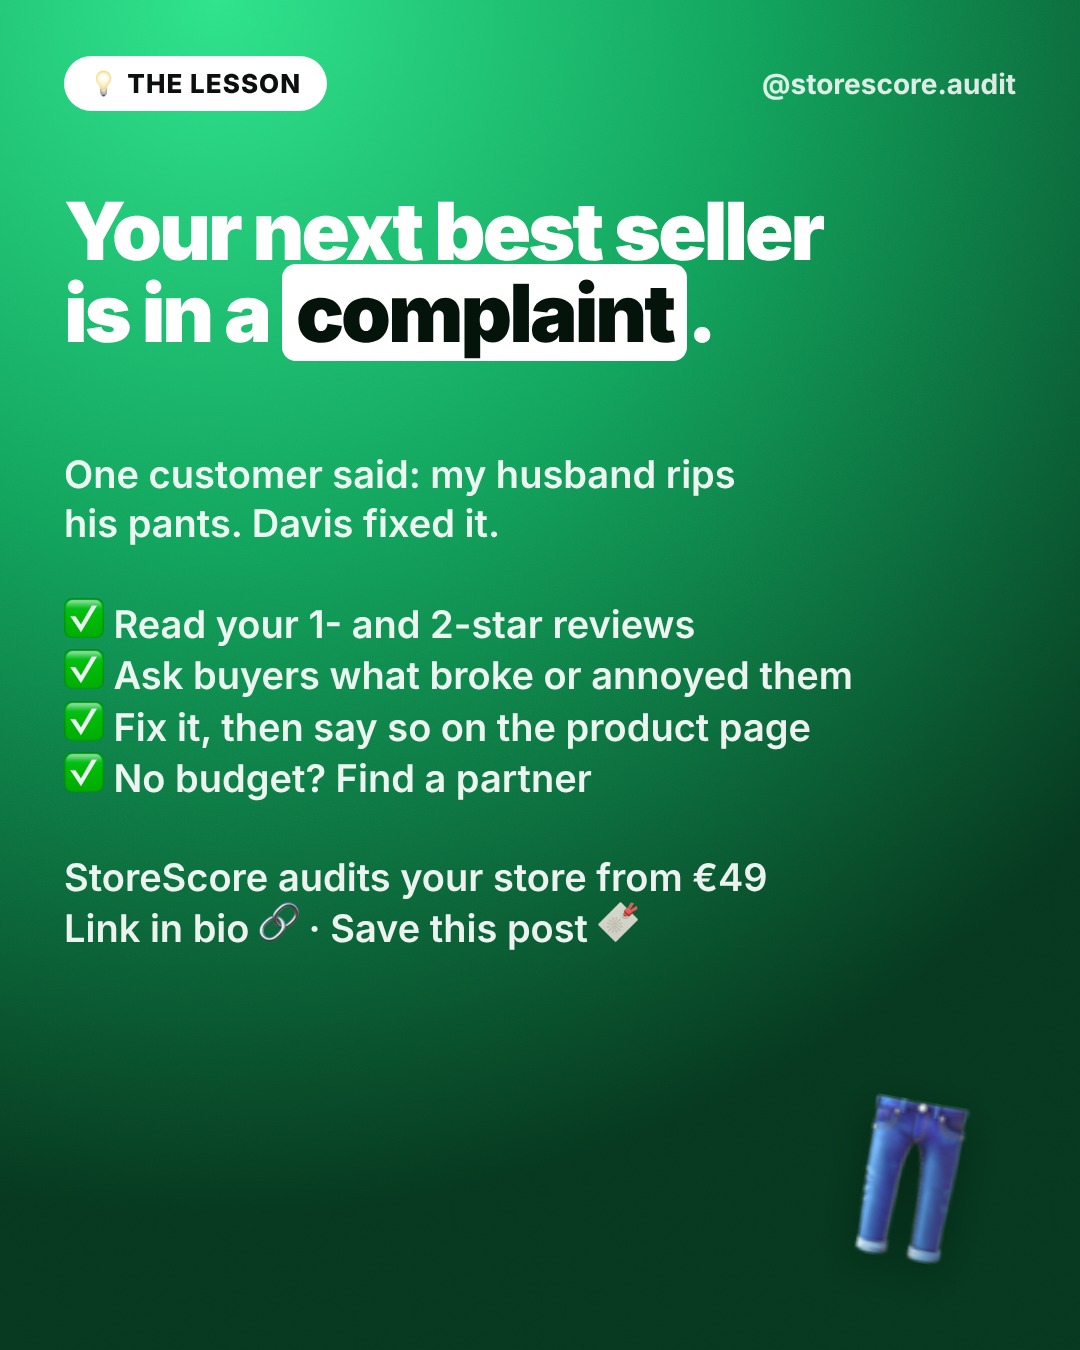 💡 THE LESSON
@storescore.audit
Your next best seller
is in a complaint.
One customer said: my husband rips
his pants. Davis fixed it.
✅ Read your 1- and 2-star reviews
✅ Ask buyers what broke or annoyed them
✅ Fix it, then say so on the product page
✅ No budget? Find a partner
StoreScore audits your store from €49
Link in bio 🔗 · Save this post 🏷️